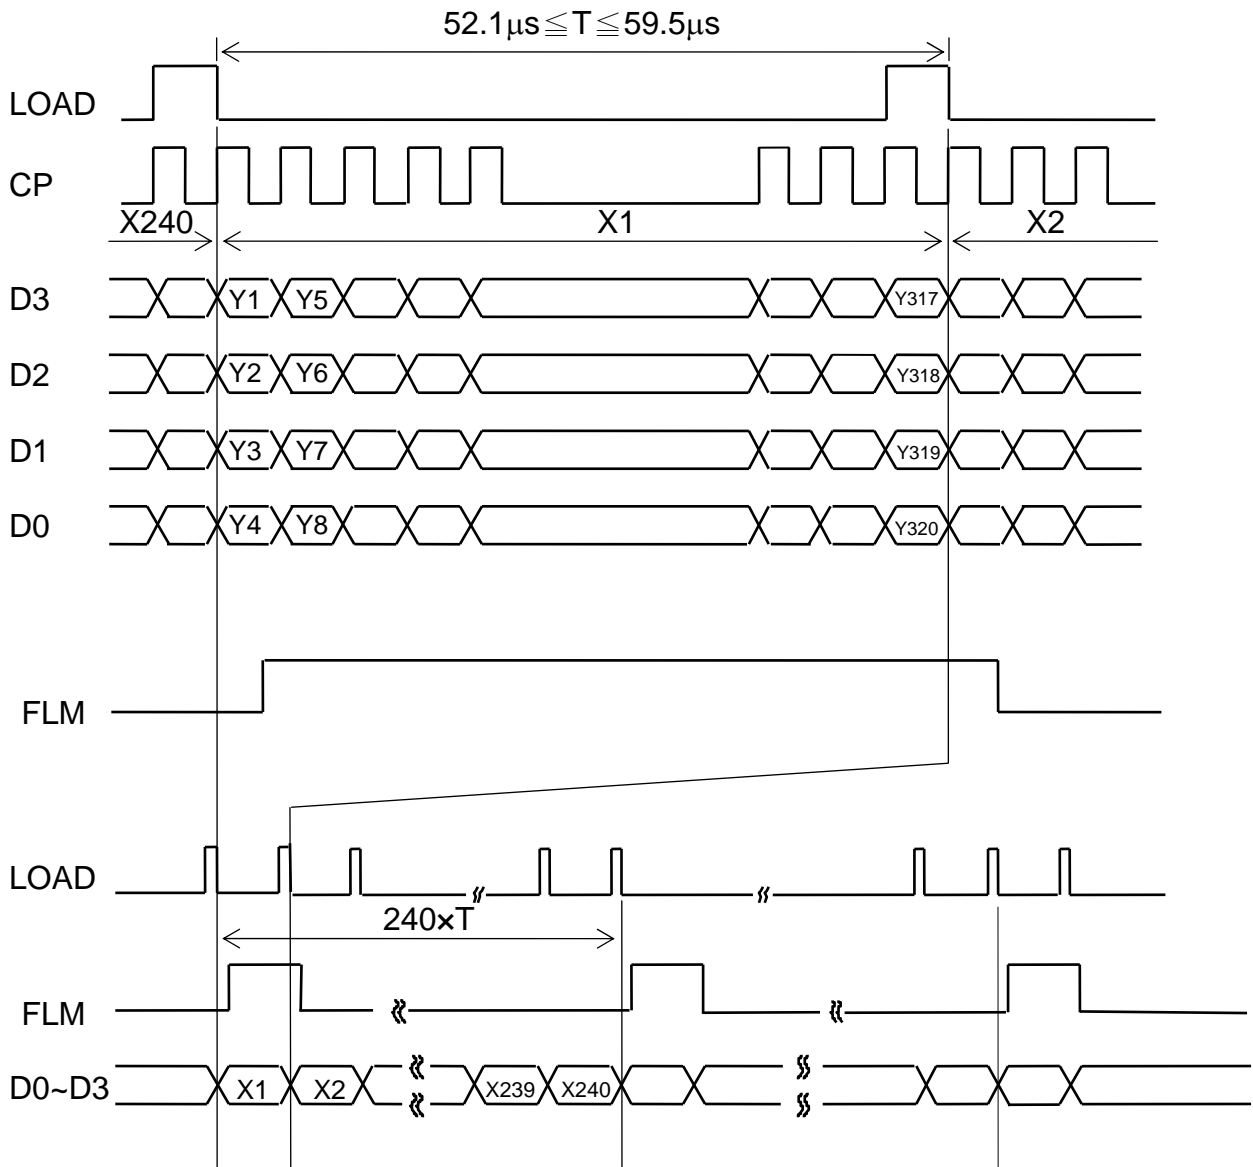 52.1μs≦T≦59.5μs
LOAD
CP
X240 X1 X2
D3 Y1 Y5 Y317
D2 Y2 Y6 Y318
D1 Y3 Y7 Y319
D0 Y4 Y8 Y320
FLM
LOAD
240×T
FLM
D0~D3 X1 X2 X239 X240